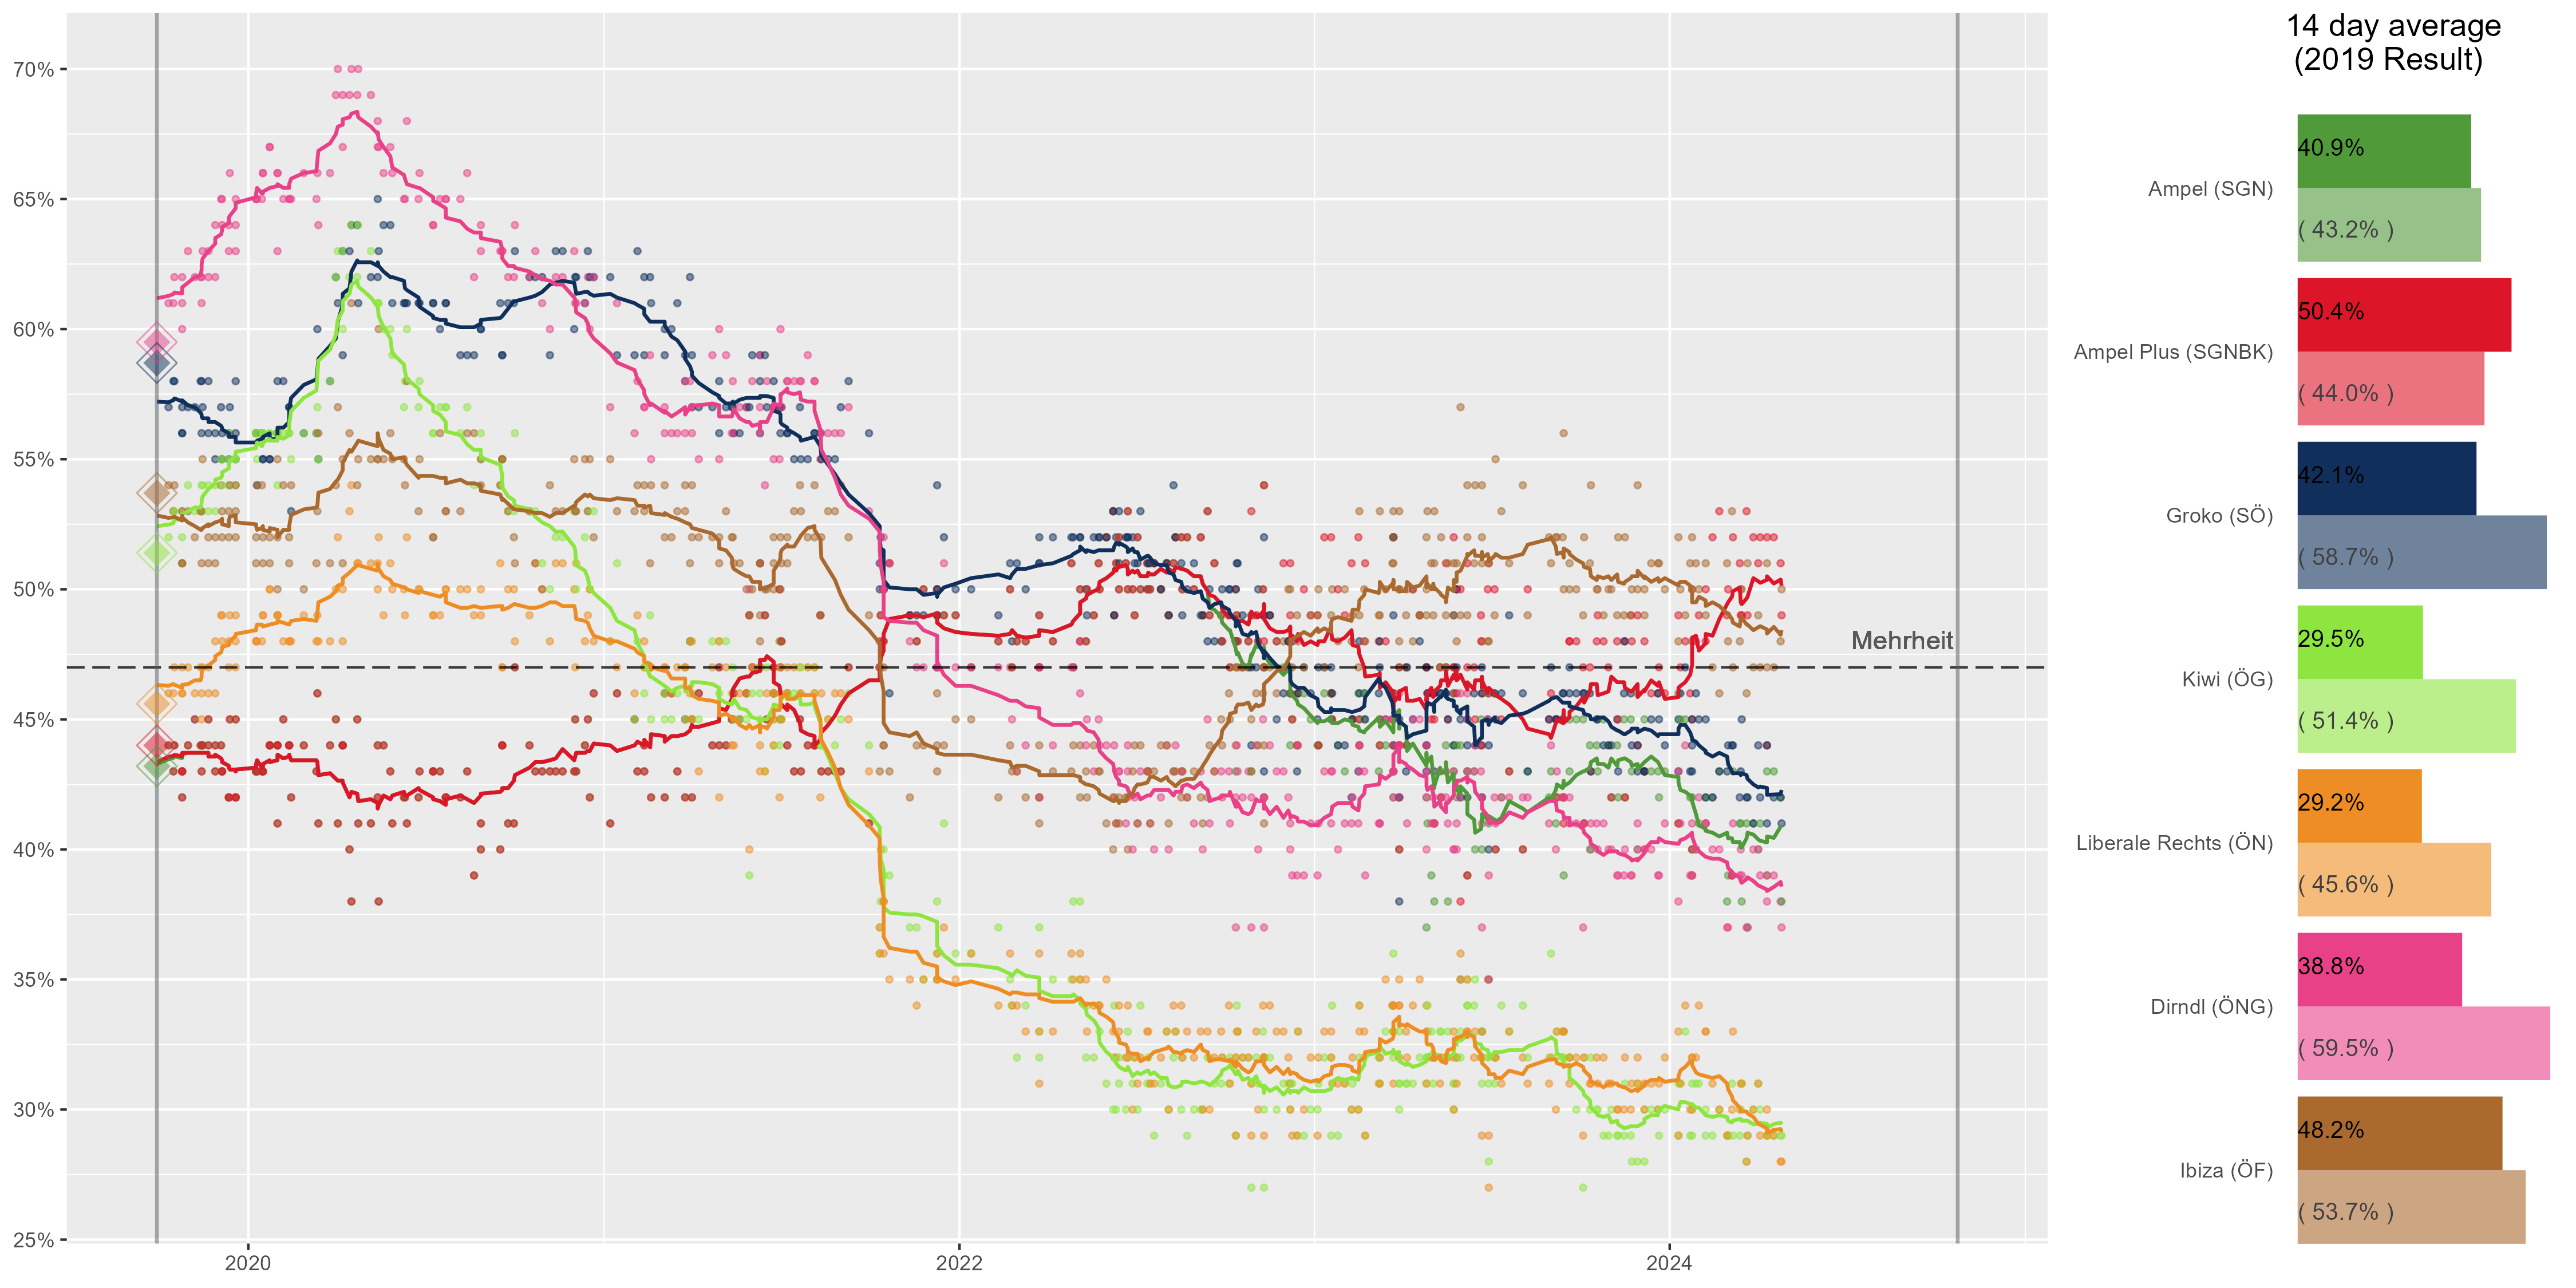 70%
65%
60%
55%
50%
45%
40%
35%
30%
25%
2020
2022
2024
Mehrheit
14 day average
(2019 Result)
Ampel (SGN)
40.9%
( 43.2% )
Ampel Plus (SGNBK)
50.4%
( 44.0% )
Groko (SÖ)
42.1%
( 58.7% )
Kiwi (ÖG)
29.5%
( 51.4% )
Liberale Rechts (ÖN)
29.2%
( 45.6% )
Dirndl (ÖNG)
38.8%
( 59.5% )
Ibiza (ÖF)
48.2%
( 53.7% )